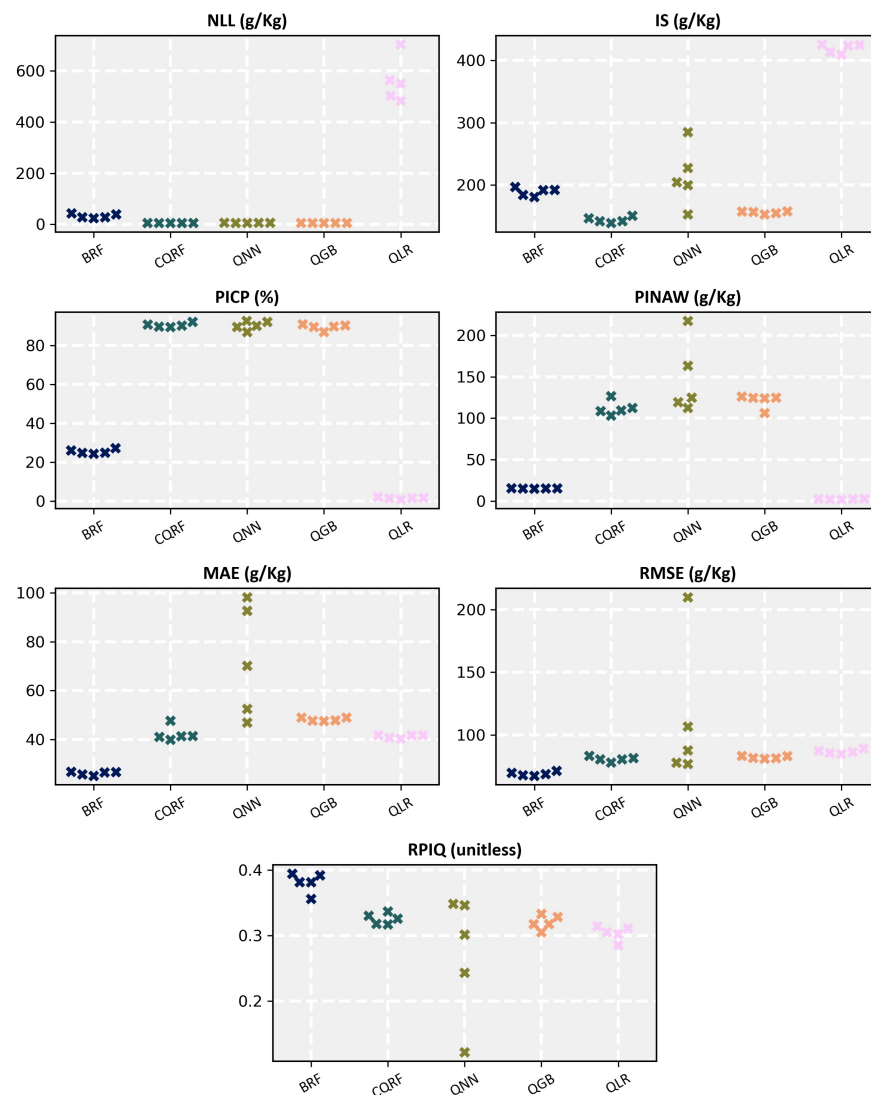 NLL (g/Kg)
600
400
200
0
BRF CQRF QNN QGB QLR
IS (g/Kg)
400
300
200
BRF CQRF QNN QGB QLR
PICP (%)
80
60
40
20
0
BRF CQRF QNN QGB QLR
PINAW (g/Kg)
200
150
100
50
0
BRF CQRF QNN QGB QLR
MAE (g/Kg)
100
80
60
40
BRF CQRF QNN QGB QLR
RMSE (g/Kg)
200
150
100
BRF CQRF QNN QGB QLR
RPIQ (unitless)
0.4
0.3
0.2
BRF CQRF QNN QGB QLR